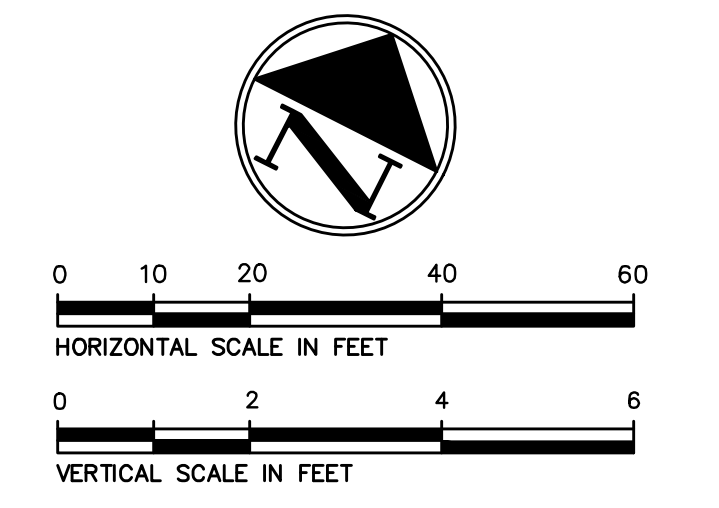 N
0 10 20 40 60
HORIZONTAL SCALE IN FEET
0 2 4 6
VERTICAL SCALE IN FEET